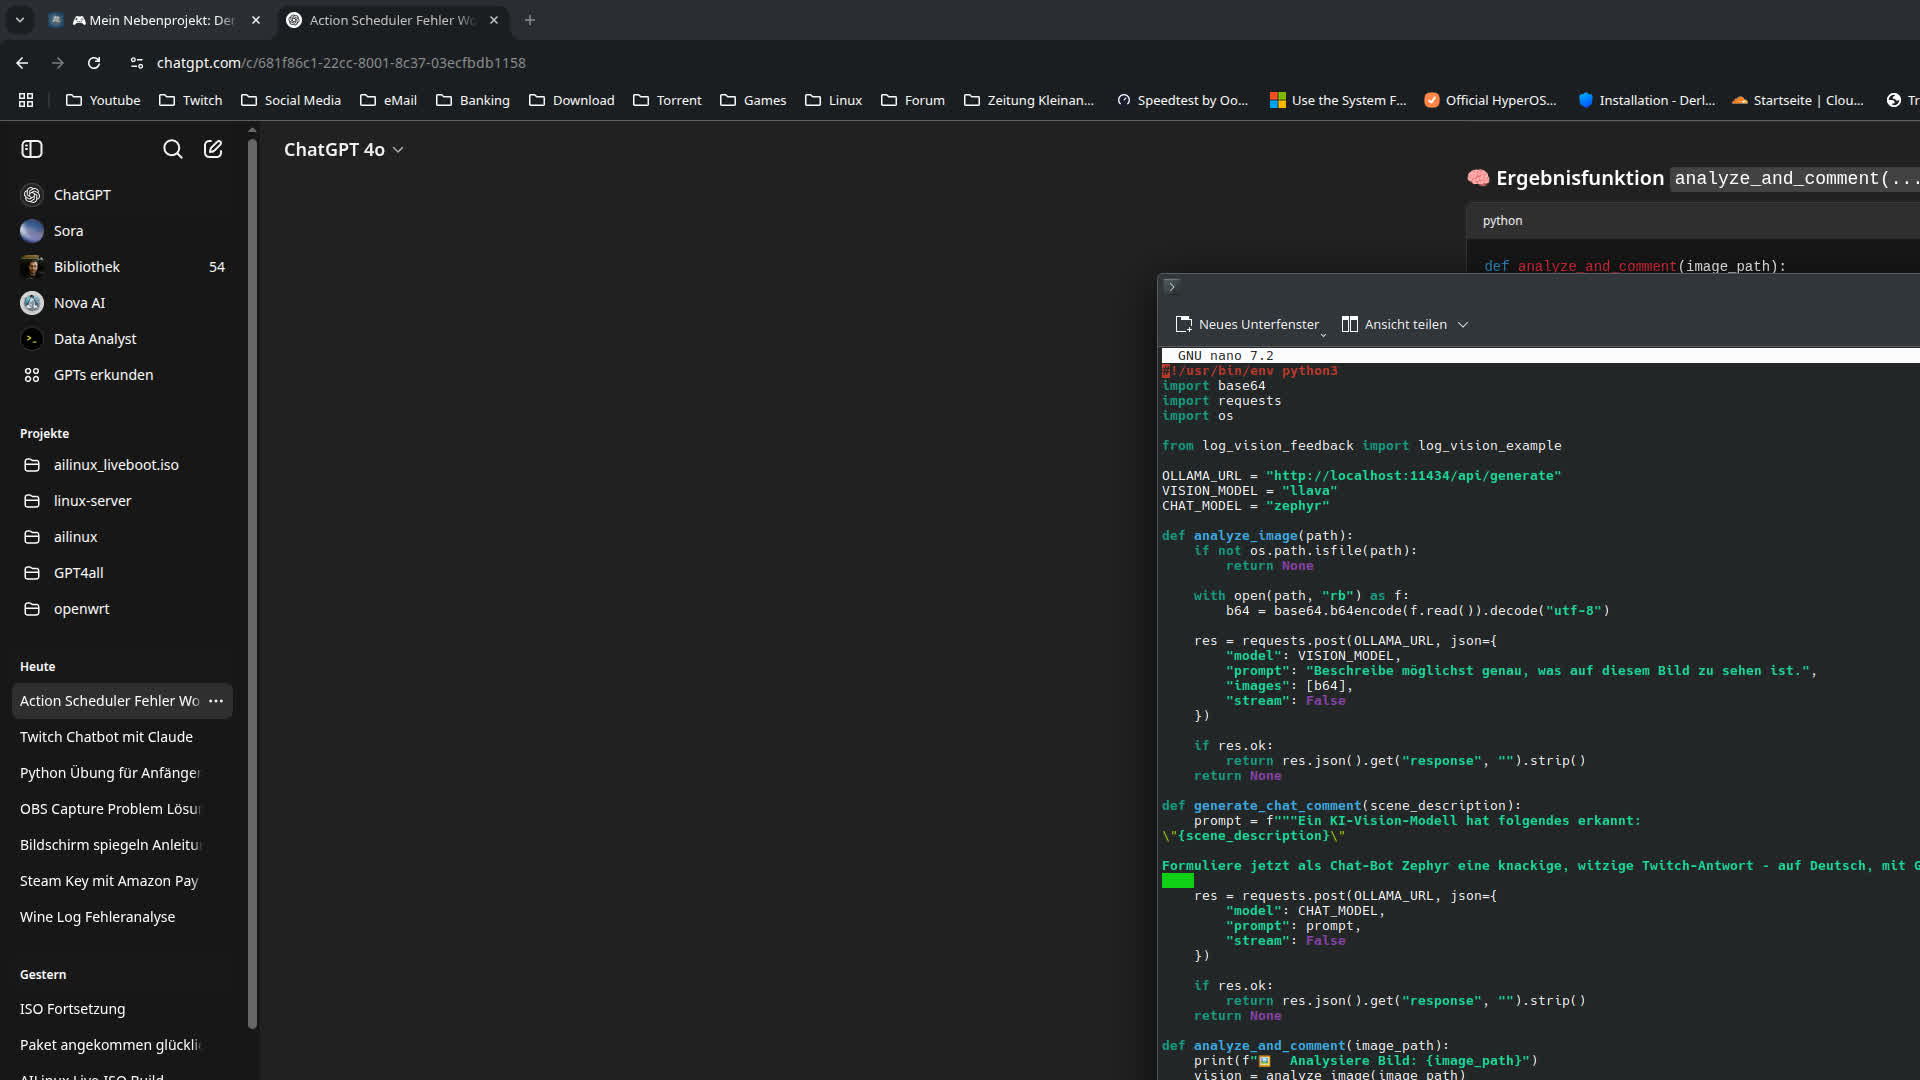 🎮 Mein Nebenprojekt: Der
Action Scheduler Fehler Wo
chatgpt.com/c/681f86c1-22cc-8001-8c37-03ecfbdb1158
Youtube Twitch Social Media eMail Banking Download Torrent Games Linux Forum Zeitung Kleinan... Speedtest by Oo... Use the System F... Official HyperOS... Installation - Derl... Startseite | Clou... Tr
ChatGPT
Sora
Bibliothek 54
Nova AI
Data Analyst
GPTs erkunden
Projekte
ailinux_liveboot.iso
linux-server
ailinux
GPT4all
openwrt
Heute
Action Scheduler Fehler Wo
Twitch Chatbot mit Claude
Python Übung für Anfänger
OBS Capture Problem Lösu
Bildschirm spiegeln Anleitu
Steam Key mit Amazon Pay
Wine Log Fehleranalyse
Gestern
ISO Fortsetzung
Paket angekommen glückli
AILinux Live ISO Build
ChatGPT 4o
🧠 Ergebnisfunktion analyze_and_comment(...
python
def analyze_and_comment(image_path):
Neues Unterfenster Ansicht teilen
GNU nano 7.2
#!/usr/bin/env python3
import base64
import requests
import os
from log_vision_feedback import log_vision_example
OLLAMA_URL = "http://localhost:11434/api/generate"
VISION_MODEL = "llava"
CHAT_MODEL = "zephyr"
def analyze_image(path):
if not os.path.isfile(path):
return None
with open(path, "rb") as f:
b64 = base64.b64encode(f.read()).decode("utf-8")
res = requests.post(OLLAMA_URL, json={
"model": VISION_MODEL,
"prompt": "Beschreibe möglichst genau, was auf diesem Bild zu sehen ist.",
"images": [b64],
"stream": False
})
if res.ok:
return res.json().get("response", "").strip()
return None
def generate_chat_comment(scene_description):
prompt = f"""Ein KI-Vision-Modell hat folgendes erkannt:
\"{scene_description}\"
Formuliere jetzt als Chat-Bot Zephyr eine knackige, witzige Twitch-Antwort - auf Deutsch, mit G
res = requests.post(OLLAMA_URL, json={
"model": CHAT_MODEL,
"prompt": prompt,
"stream": False
})
if res.ok:
return res.json().get("response", "").strip()
return None
def analyze_and_comment(image_path):
print(f"🖼️ Analysiere Bild: {image_path}")
vision = analyze_image(image_path)